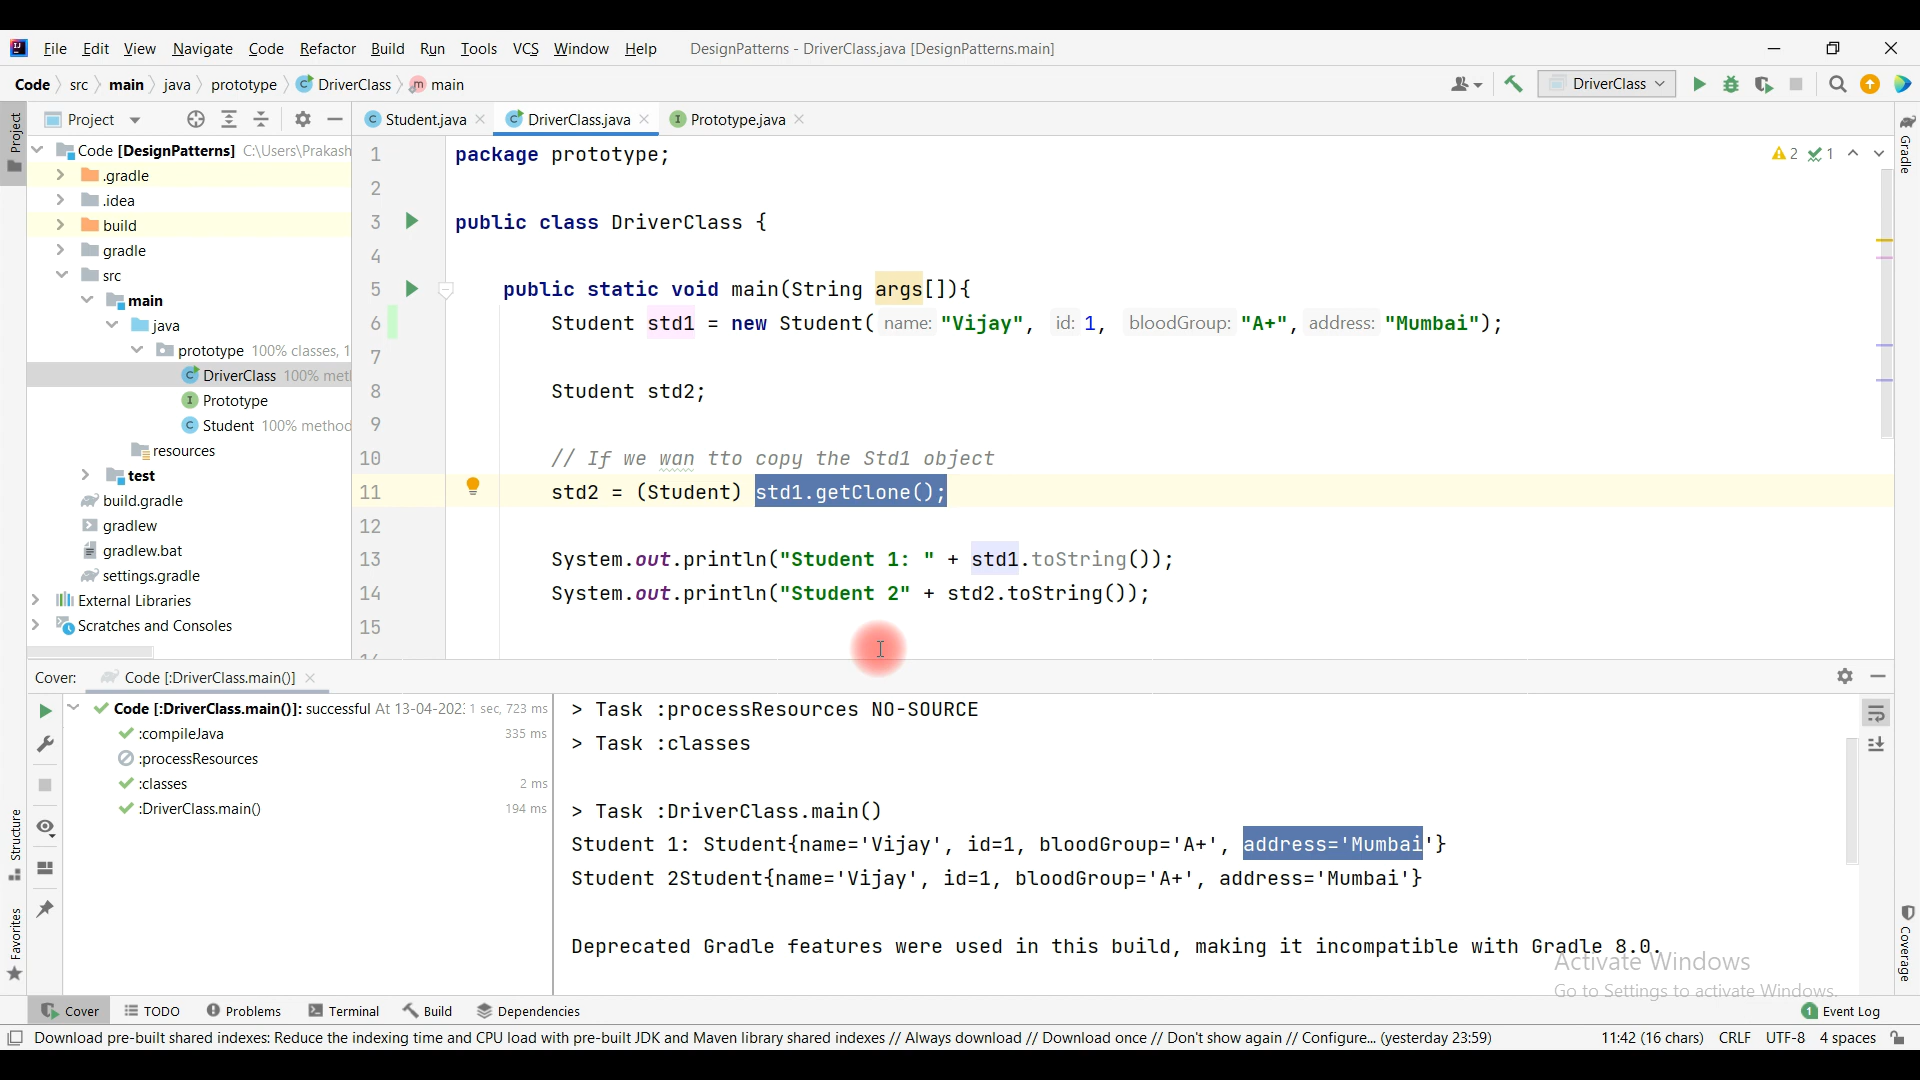 File Edit View Navigate Code Refactor Build Run Tools VCS Window Help DesignPatterns - DriverClass.java [DesignPatterns.main]
Code src main java prototype DriverClass main DriverClass
Project Student.java DriverClass.java Prototype.java
Code [DesignPatterns] C:\Users\Prakash
.gradle
.idea
build
gradle
src
main
java
prototype 100% classes, 1
DriverClass 100% met
Prototype
Student 100% method
resources
test
build.gradle
gradlew
gradlew.bat
settings.gradle
External Libraries
Scratches and Consoles
1 package prototype;
2
3 public class DriverClass {
4
5 public static void main(String args[]){
6 Student std1 = new Student( name: "Vijay", id: 1, bloodGroup: "A+", address: "Mumbai");
7
8 Student std2;
9
10 // If we wan tto copy the Std1 object
11 std2 = (Student) std1.getClone();
12
13 System.out.println("Student 1: " + std1.toString());
14 System.out.println("Student 2" + std2.toString());
15
2 1
Project
Structure
Favorites
Gradle
Coverage
Cover: Code [:DriverClass.main()]
Code [:DriverClass.main()]: successful At 13-04-202 1 sec, 723 ms
:compileJava 335 ms
:processResources
:classes 2 ms
:DriverClass.main() 194 ms
> Task :processResources NO-SOURCE
> Task :classes
> Task :DriverClass.main()
Student 1: Student{name='Vijay', id=1, bloodGroup='A+', address='Mumbai'}
Student 2Student{name='Vijay', id=1, bloodGroup='A+', address='Mumbai'}
Deprecated Gradle features were used in this build, making it incompatible with Gradle 8.0.
Activate Windows
Go to Settings to activate Windows.
Cover TODO Problems Terminal Build Dependencies 1 Event Log
Download pre-built shared indexes: Reduce the indexing time and CPU load with pre-built JDK and Maven library shared indexes // Always download // Download once // Don't show again // Configure... (yesterday 23:59) 11:42 (16 chars) CRLF UTF-8 4 spaces